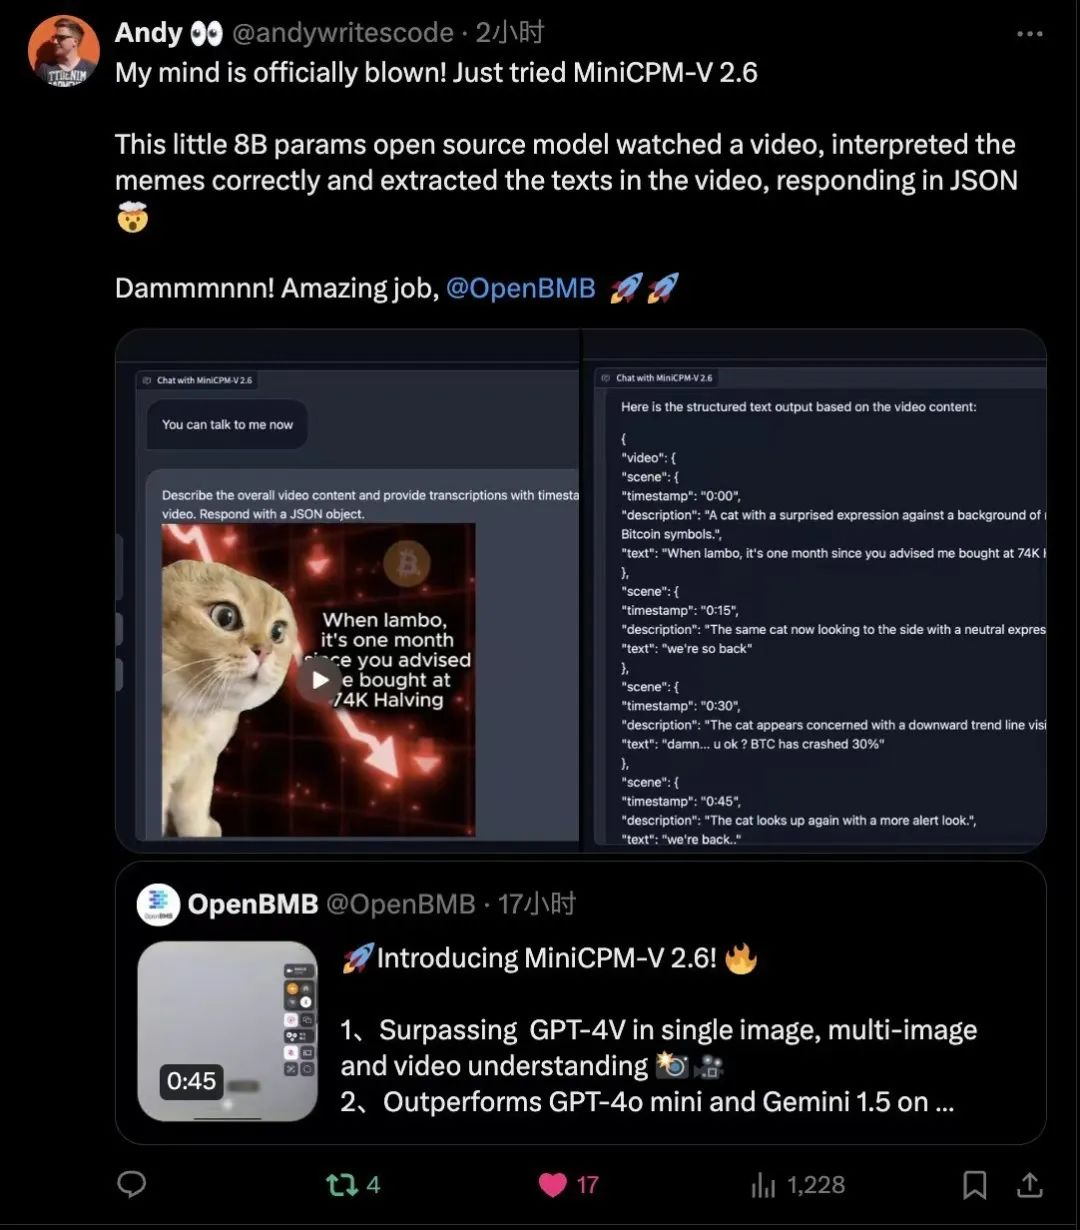 Andy 👀 @andywritescode · 2小时
My mind is officially blown! Just tried MiniCPM-V 2.6
This little 8B params open source model watched a video, interpreted the
memes correctly and extracted the texts in the video, responding in JSON
🤯
Dammmnnn! Amazing job, @OpenBMB 🚀🚀
Chat with MiniCPM-V 2.6
You can talk to me now
Describe the overall video content and provide transcriptions with timesta
video. Respond with a JSON object.
When lambo,
it's one month
since you advised
e bought at
74K Halving
Chat with MiniCPM-V 2.6
Here is the structured text output based on the video content:
{
"video": {
"scene": {
"timestamp": "0:00",
"description": "A cat with a surprised expression against a background of
Bitcoin symbols.",
"text": "When lambo, it's one month since you advised me bought at 74K
},
"scene": {
"timestamp": "0:15",
"description": "The same cat now looking to the side with a neutral expres
"text": "we're so back"
},
"scene": {
"timestamp": "0:30",
"description": "The cat appears concerned with a downward trend line visi
"text": "damn... u ok ? BTC has crashed 30%"
},
"scene": {
"timestamp": "0:45",
"description": "The cat looks up again with a more alert look.",
"text": "we're back.."
OpenBMB @OpenBMB · 17小时
0:45
🚀Introducing MiniCPM-V 2.6! 🔥
1、Surpassing GPT-4V in single image, multi-image
and video understanding 📸🎥
2、Outperforms GPT-4o mini and Gemini 1.5 on ...
4 17 1,228